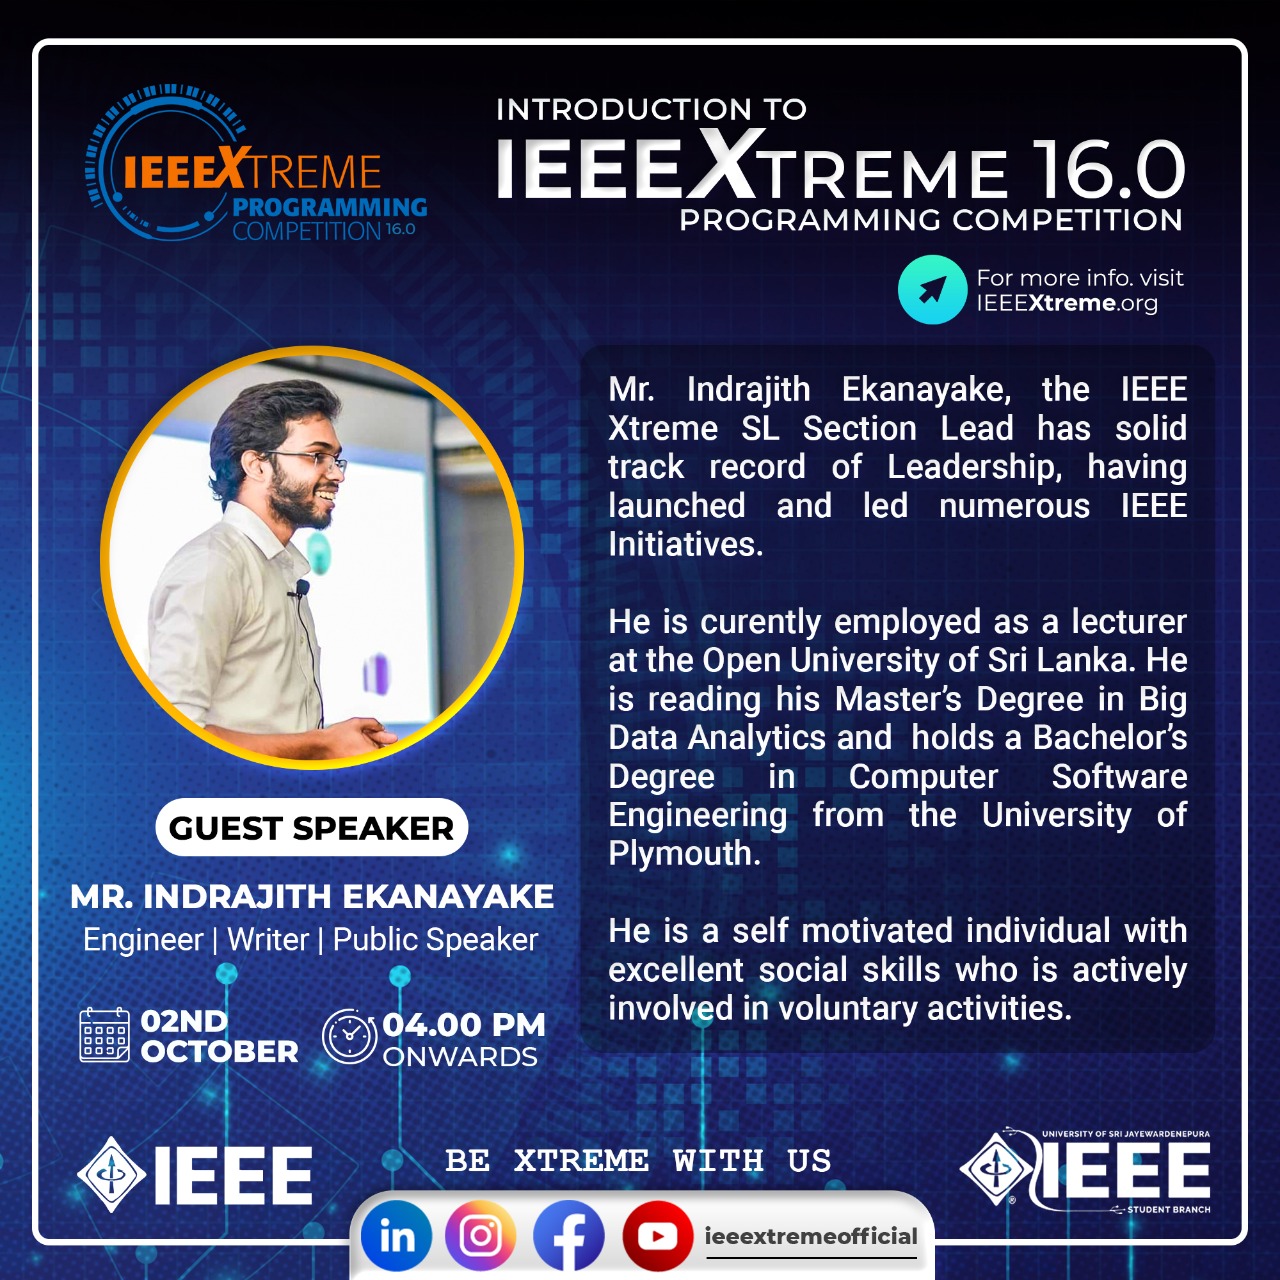 IEEEXTREME
PROGRAMMING
COMPETITION 16.0
INTRODUCTION TO
IEEEXTREME 16.0
PROGRAMMING COMPETITION
For more info. visit
IEEEXtreme.org
Mr. Indrajith Ekanayake, the IEEE
Xtreme SL Section Lead has solid
track record of Leadership, having
launched and led numerous IEEE
Initiatives.
He is curently employed as a lecturer
at the Open University of Sri Lanka. He
is reading his Master’s Degree in Big
Data Analytics and holds a Bachelor’s
Degree in Computer Software
Engineering from the University of
Plymouth.
He is a self motivated individual with
excellent social skills who is actively
involved in voluntary activities.
GUEST SPEAKER
MR. INDRAJITH EKANAYAKE
Engineer | Writer | Public Speaker
02ND
OCTOBER
04.00 PM
ONWARDS
IEEE
BE XTREME WITH US
UNIVERSITY OF SRI JAYEWARDENEPURA
IEEE
®
STUDENT BRANCH
in
ieeextremeofficial